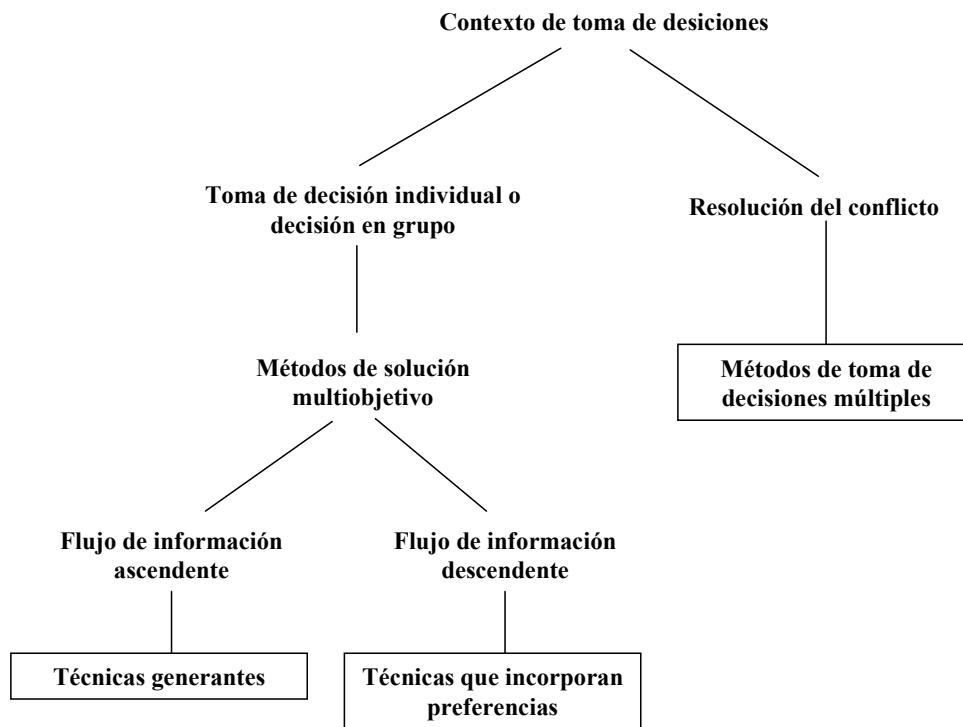 Contexto de toma de desiciones
Toma de decisión individual o
decisión en grupo
Resolución del conflicto
Métodos de solución
multiobjetivo
Métodos de toma de
decisiones múltiples
Flujo de información
ascendente
Flujo de información
descendente
Técnicas generantes
Técnicas que incorporan
preferencias